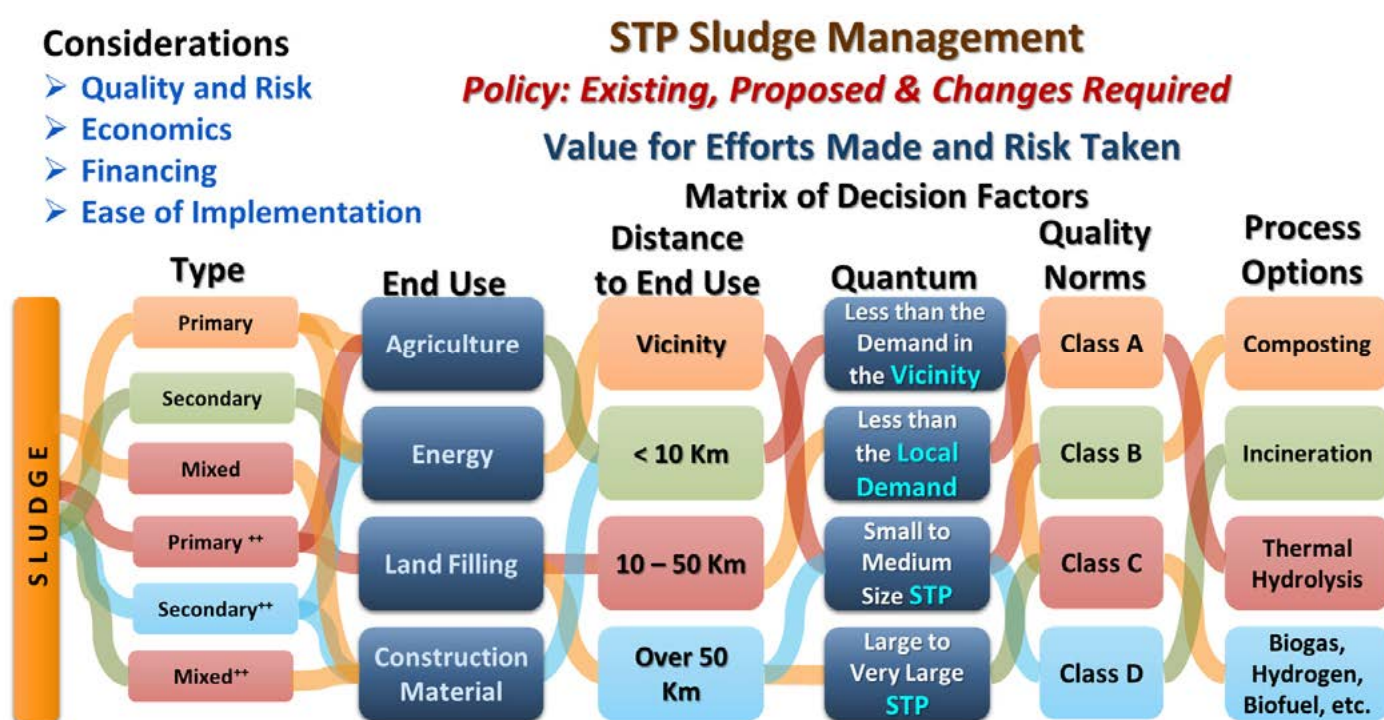 Considerations
➢ Quality and Risk
➢ Economics
➢ Financing
➢ Ease of Implementation
STP Sludge Management
Policy: Existing, Proposed & Changes Required
Value for Efforts Made and Risk Taken
Matrix of Decision Factors
Type
End Use
Distance
to End Use
Quantum
Quality
Norms
Process
Options
SLUDGE
Primary
Secondary
Mixed
Primary ++
Secondary++
Mixed++
Agriculture
Energy
Land Filling
Construction
Material
Vicinity
< 10 Km
10 – 50 Km
Over 50
Km
Less than the
Demand in
the Vicinity
Less than
the Local
Demand
Small to
Medium
Size STP
Large to
Very Large
STP
Class A
Class B
Class C
Class D
Composting
Incineration
Thermal
Hydrolysis
Biogas,
Hydrogen,
Biofuel, etc.